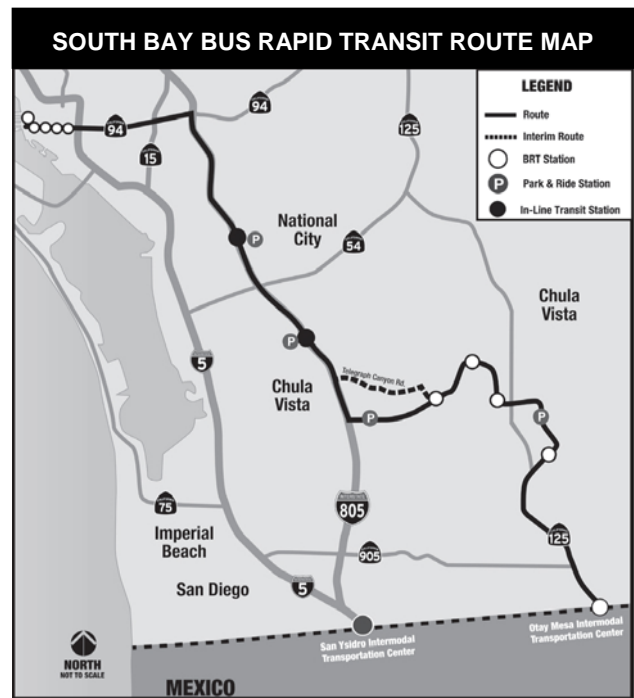 SOUTH BAY BUS RAPID TRANSIT ROUTE MAP
LEGEND
Route
Interim Route
BRT Station
P
Park & Ride Station
In-Line Transit Station
94
94
125
15
National
City
P
54
Chula
Vista
5
P
Telegraph Canyon Rd.
Chula
Vista
P
P
75
INTERSTATE
805
Imperial
Beach
905
125
San Diego
5
San Ysidro Intermodal
Transportation Center
Otay Mesa Intermodal
Transportation Center
NORTH
NOT TO SCALE
MEXICO